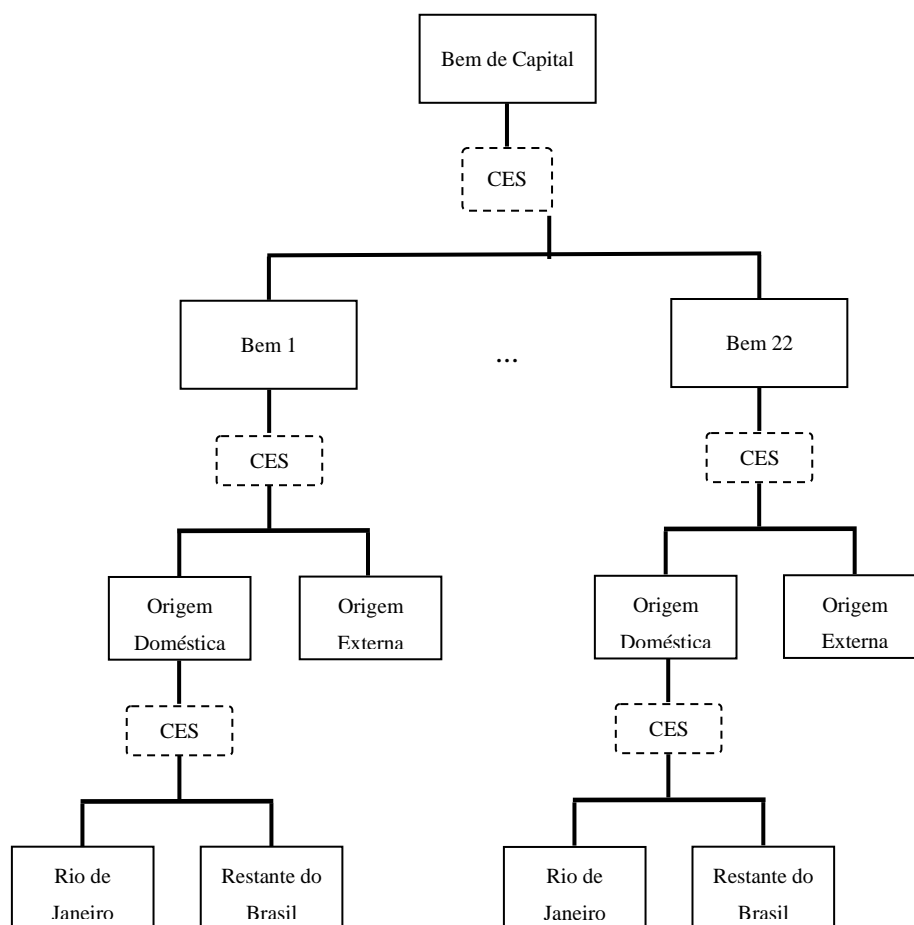 Bem de Capital
CES
Bem 1
...
Bem 22
CES
CES
Origem
Doméstica
Origem
Externa
Origem
Doméstica
Origem
Externa
CES
CES
Rio de
Janeiro
Restante do
Brasil
Rio de
Janeiro
Restante do
Brasil